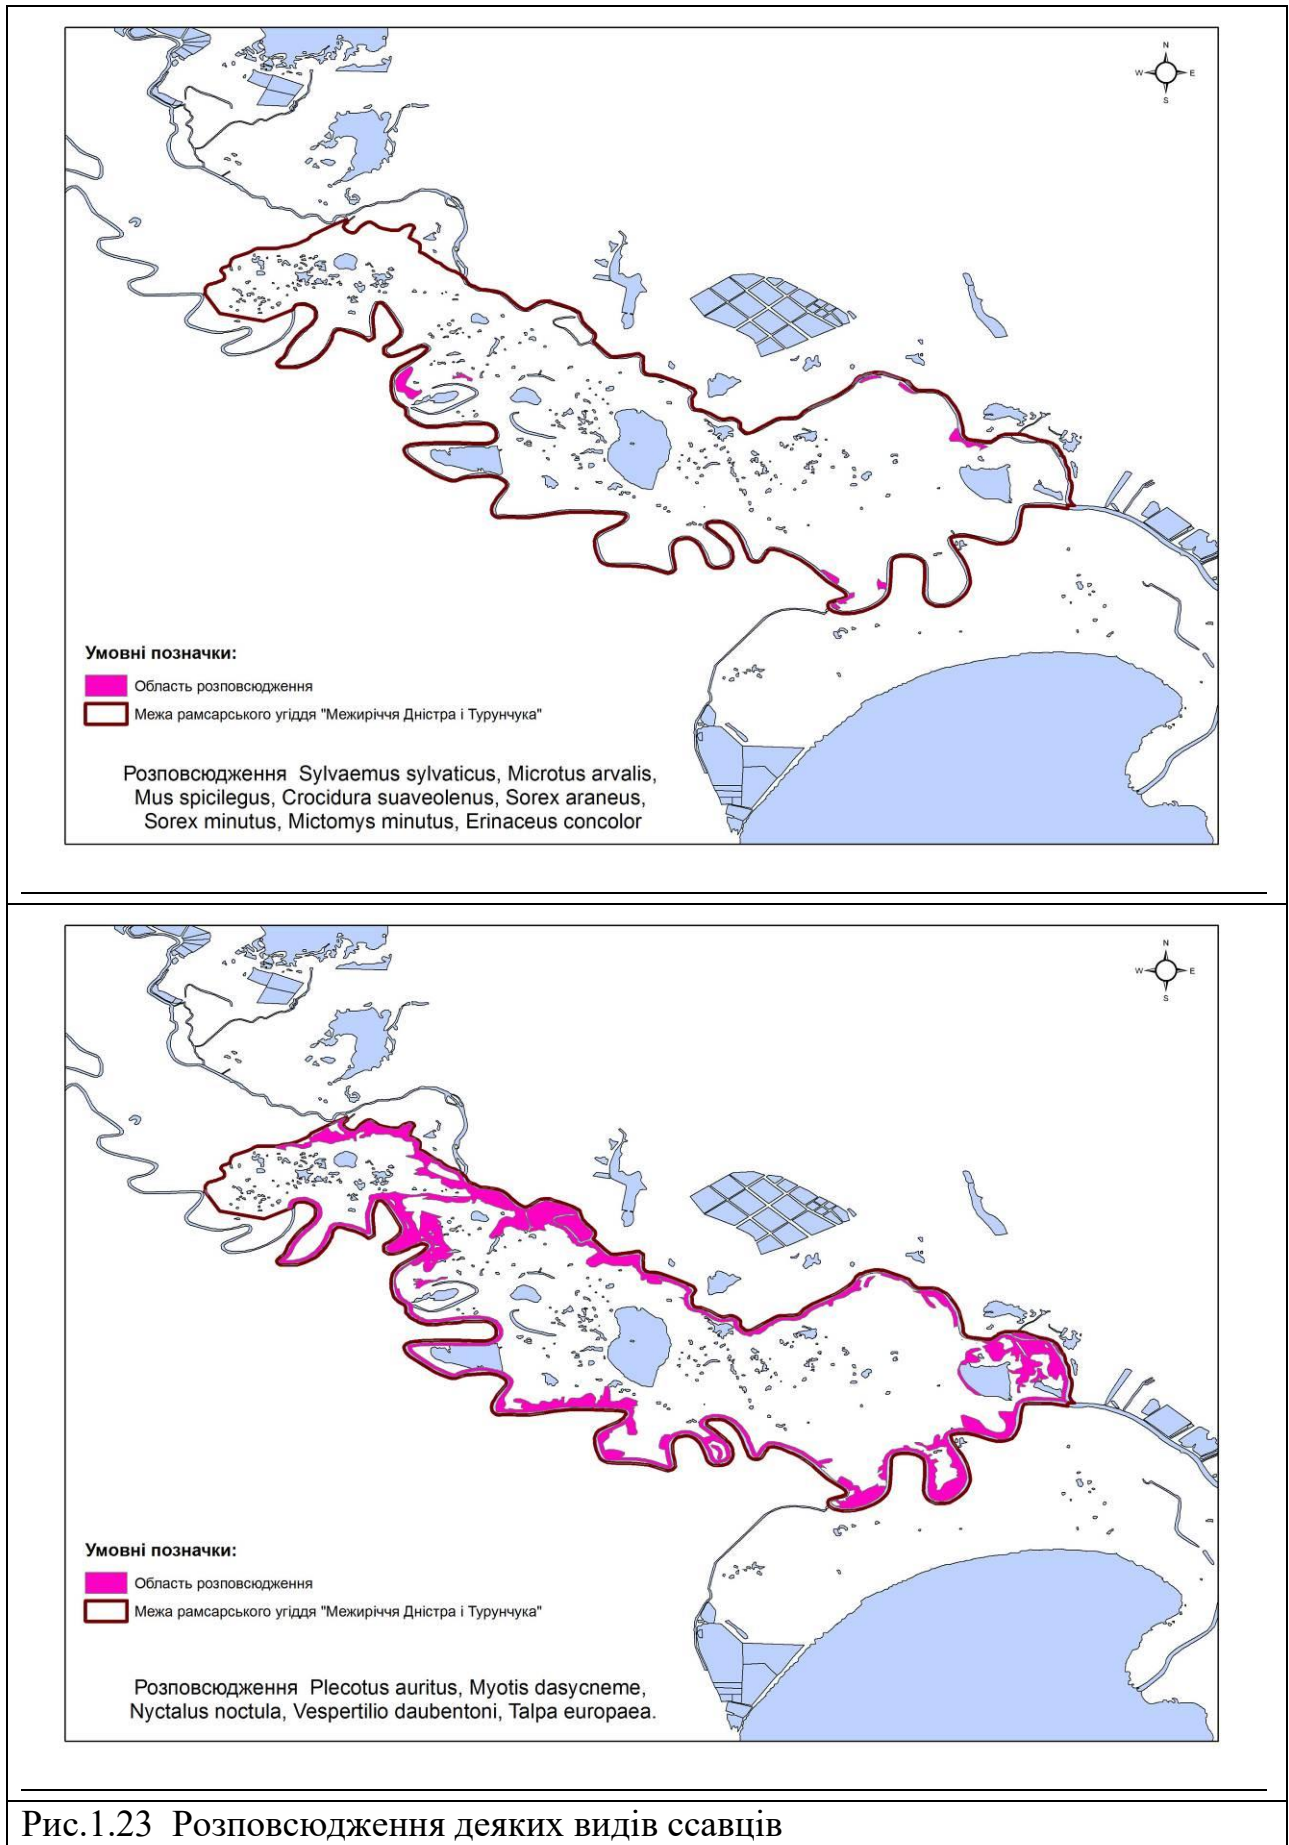 N
W E
S
Умовні позначки:
Область розповсюдження
Межа рамсарського угіддя "Межиріччя Дністра і Турунчука"
Розповсюдження Sylvaemus sylvaticus, Microtus arvalis,
Mus spicilegus, Crocidura suaveolenus, Sorex araneus,
Sorex minutus, Mictomys minutus, Erinaceus concolor
N
W E
S
Умовні позначки:
Область розповсюдження
Межа рамсарського угіддя "Межиріччя Дністра і Турунчука"
Розповсюдження Plecotus auritus, Myotis dasycneme,
Nyctalus noctula, Vespertilio daubentoni, Talpa europaea.
Рис.1.23 Розповсюдження деяких видів ссавців